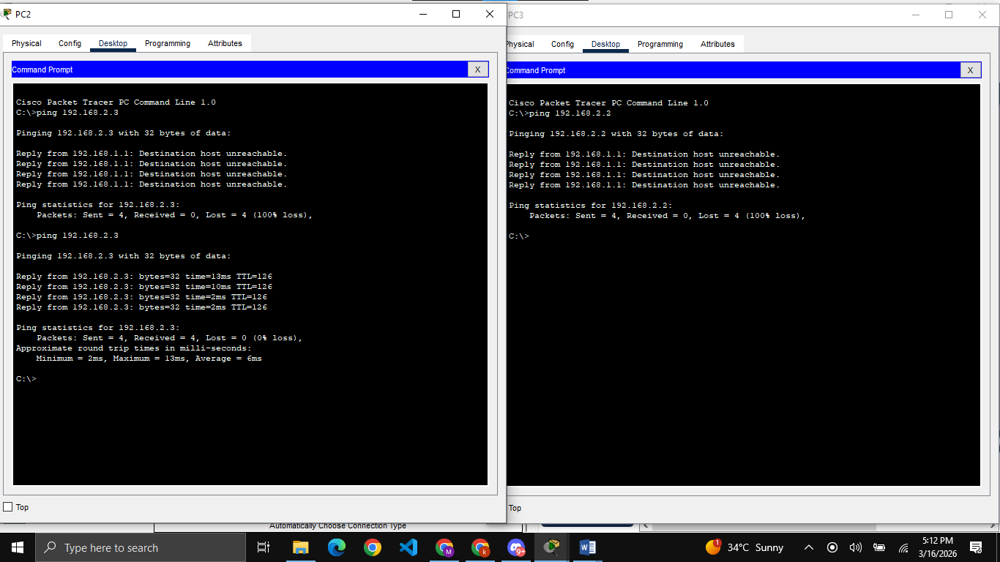 PC2
Physical Config Desktop Programming Attributes
Command Prompt
X
Cisco Packet Tracer PC Command Line 1.0
C:\>ping 192.168.2.3
Pinging 192.168.2.3 with 32 bytes of data:
Reply from 192.168.1.1: Destination host unreachable.
Reply from 192.168.1.1: Destination host unreachable.
Reply from 192.168.1.1: Destination host unreachable.
Reply from 192.168.1.1: Destination host unreachable.
Ping statistics for 192.168.2.3:
Packets: Sent = 4, Received = 0, Lost = 4 (100% loss),
C:\>ping 192.168.2.3
Pinging 192.168.2.3 with 32 bytes of data:
Reply from 192.168.2.3: bytes=32 time=13ms TTL=126
Reply from 192.168.2.3: bytes=32 time=10ms TTL=126
Reply from 192.168.2.3: bytes=32 time=2ms TTL=126
Reply from 192.168.2.3: bytes=32 time=2ms TTL=126
Ping statistics for 192.168.2.3:
Packets: Sent = 4, Received = 4, Lost = 0 (0% loss),
Approximate round trip times in milli-seconds:
Minimum = 2ms, Maximum = 13ms, Average = 6ms
C:\>
Top
PC3
Physical Config Desktop Programming Attributes
Command Prompt
X
Cisco Packet Tracer PC Command Line 1.0
C:\>ping 192.168.2.2
Pinging 192.168.2.2 with 32 bytes of data:
Reply from 192.168.1.1: Destination host unreachable.
Reply from 192.168.1.1: Destination host unreachable.
Reply from 192.168.1.1: Destination host unreachable.
Reply from 192.168.1.1: Destination host unreachable.
Ping statistics for 192.168.2.2:
Packets: Sent = 4, Received = 0, Lost = 4 (100% loss),
C:\>
Top
Automatically Choose Connection Type
Type here to search
M
k
9+
W
1
34°C Sunny
5:12 PM
3/16/2026